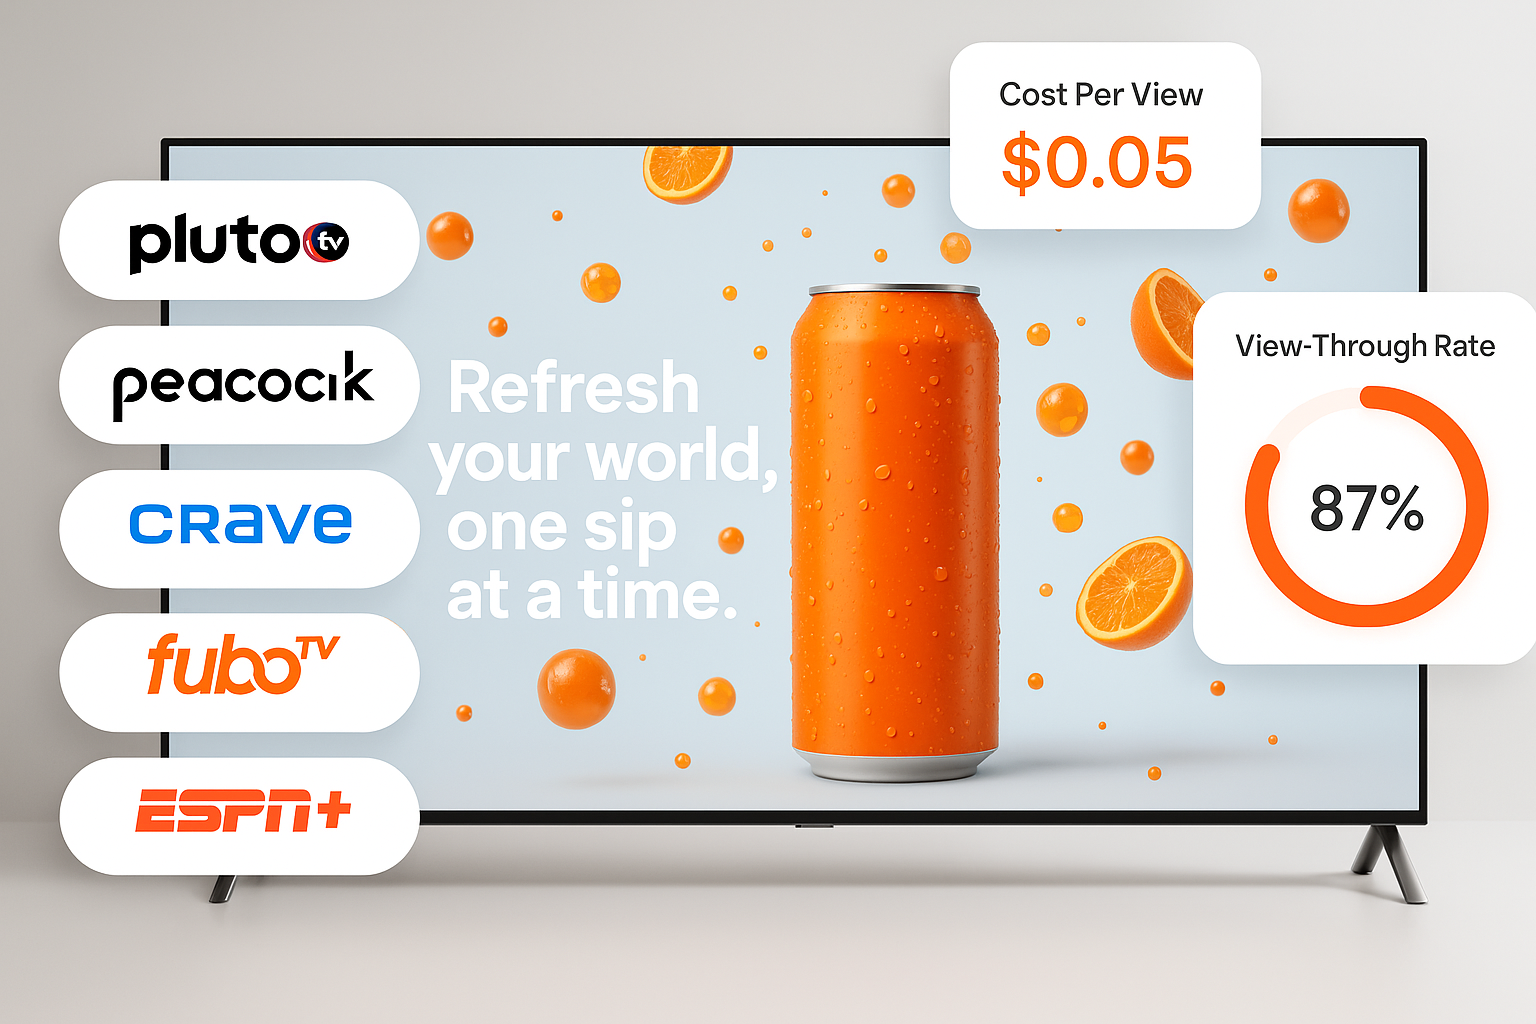 pluto tv
peacock
CRAVE
fuboTV
ESPN+
Refresh
your world,
one sip
at a time.
Cost Per View
$0.05
View-Through Rate
87%